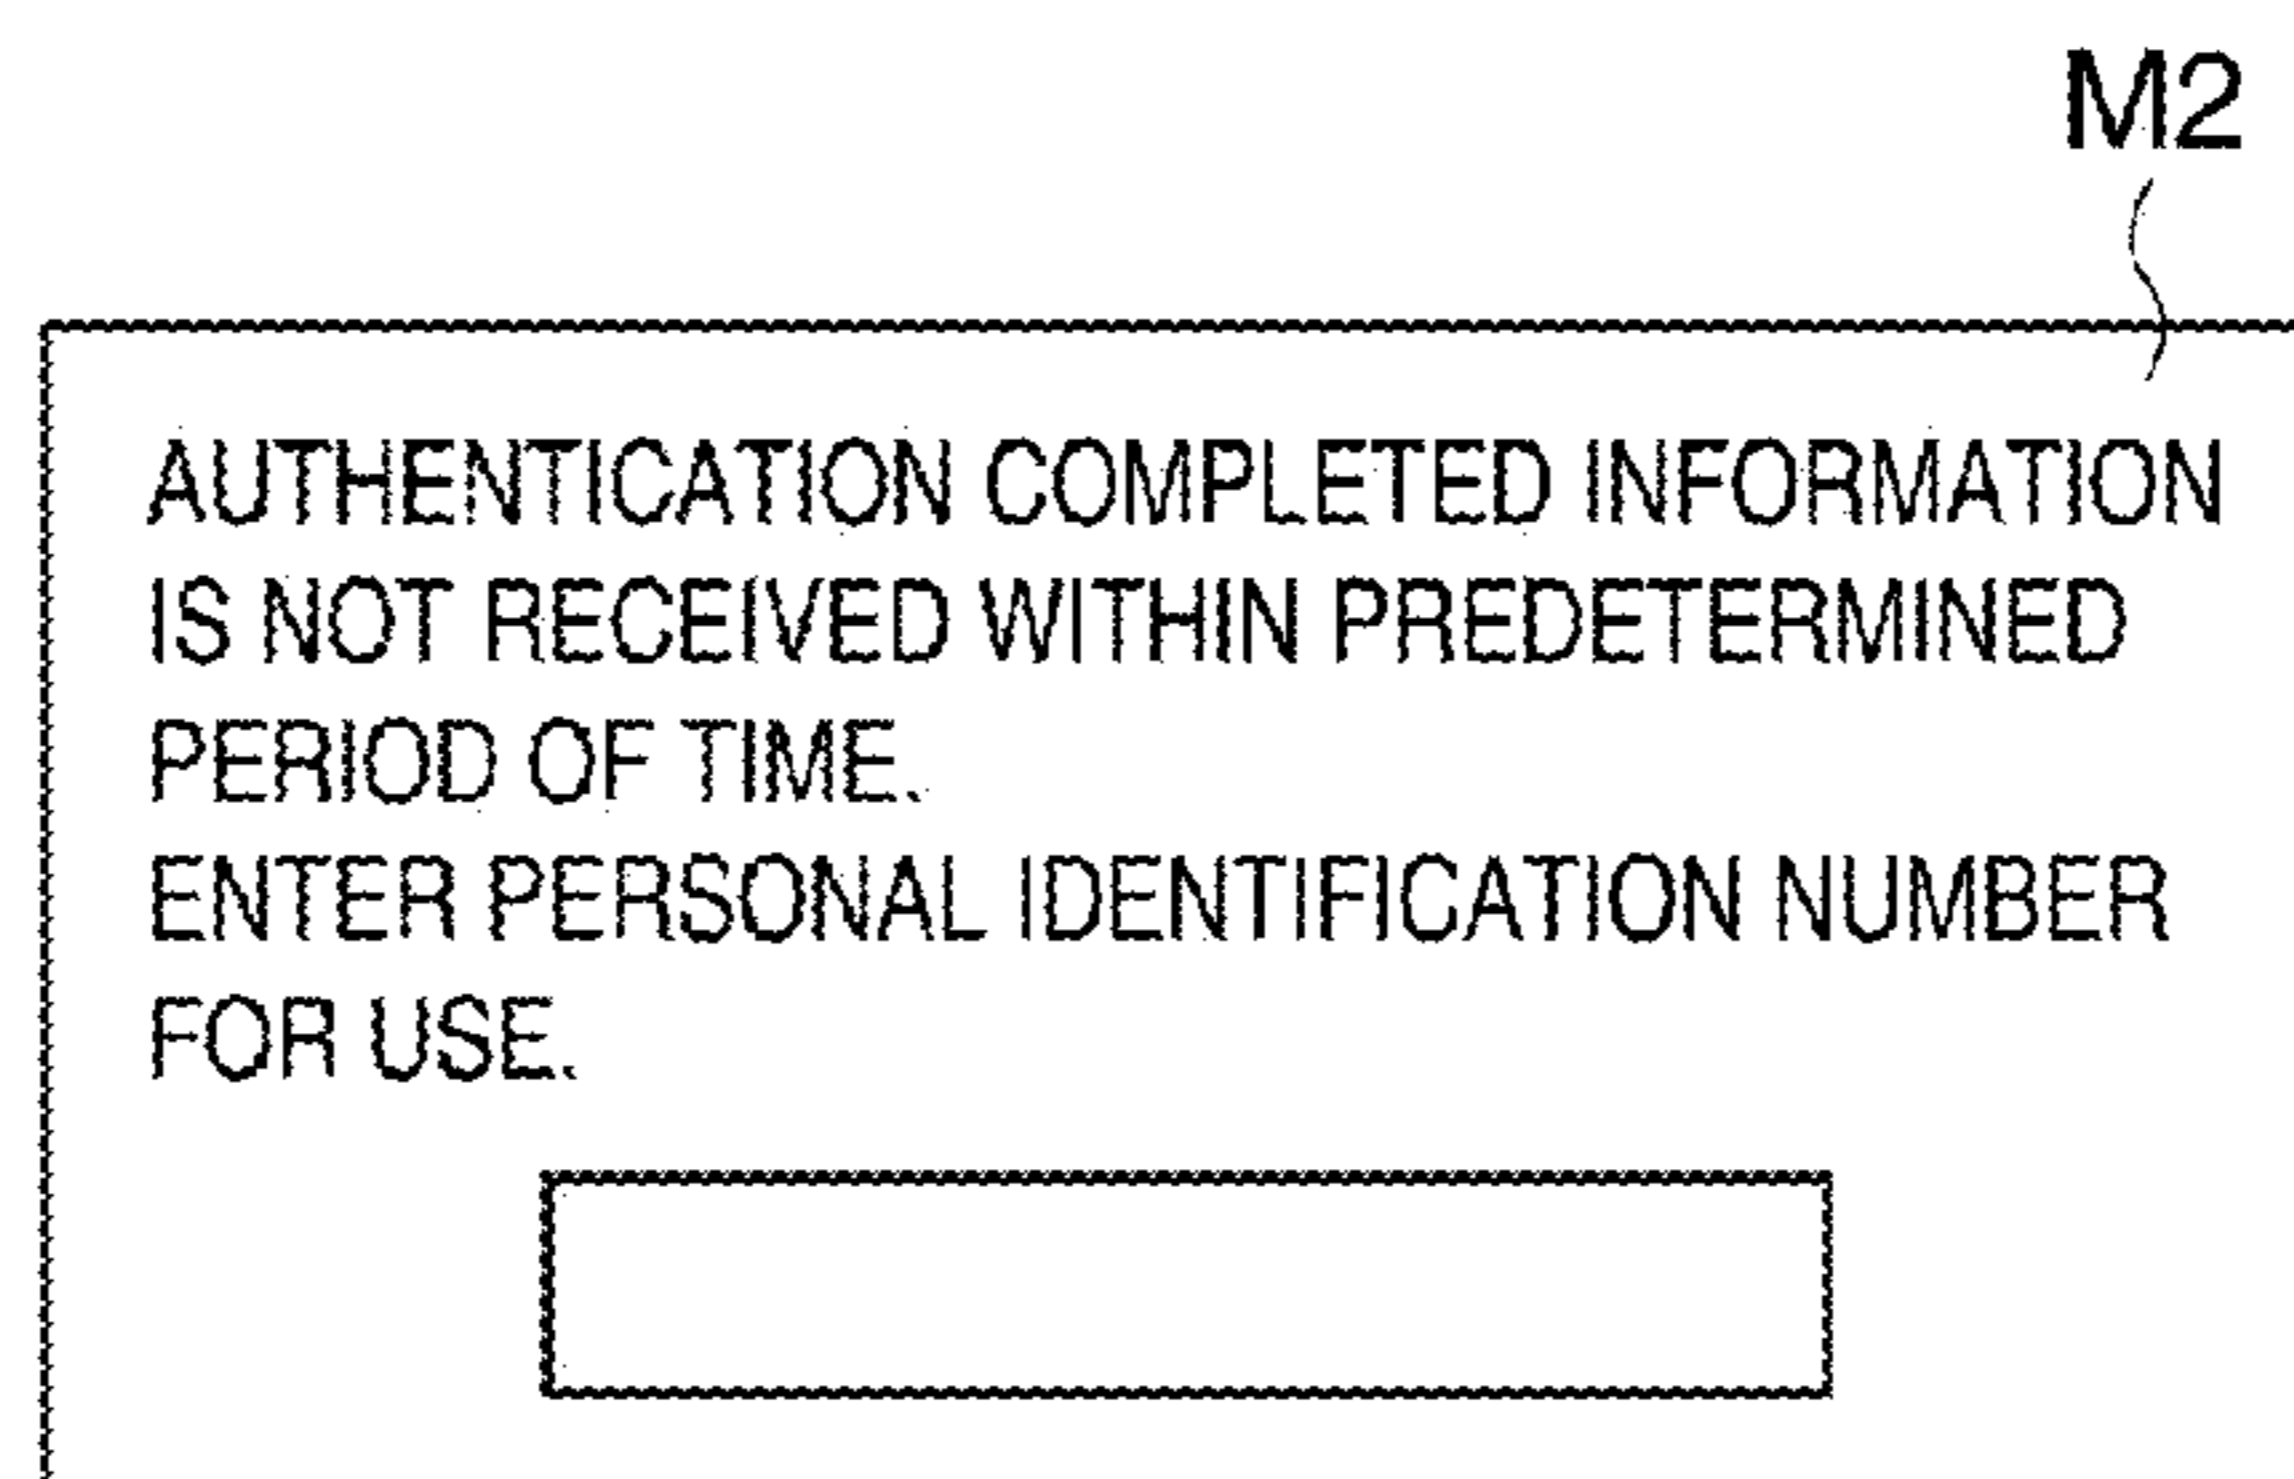 M2
AUTHENTICATION COMPLETED INFORMATION
IS NOT RECEIVED WITHIN PREDETERMINED
PERIOD OF TIME.
ENTER PERSONAL IDENTIFICATION NUMBER
FOR USE.